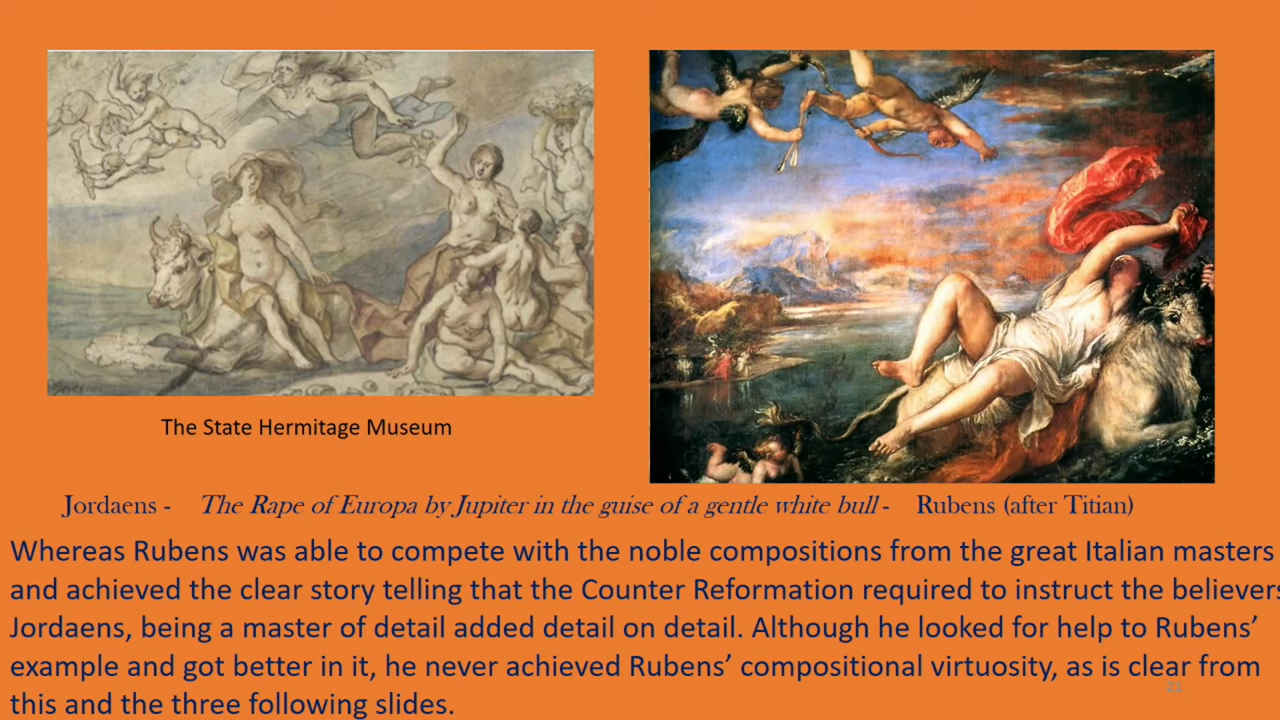 The State Hermitage Museum
Jordaens - The Rape of Europa by Jupiter in the guise of a gentle white bull - Rubens (after Titian)
Whereas Rubens was able to compete with the noble compositions from the great Italian masters
and achieved the clear story telling that the Counter Reformation required to instruct the believers
Jordaens, being a master of detail added detail on detail. Although he looked for help to Rubens’
example and got better in it, he never achieved Rubens’ compositional virtuosity, as is clear from
21
this and the three following slides.